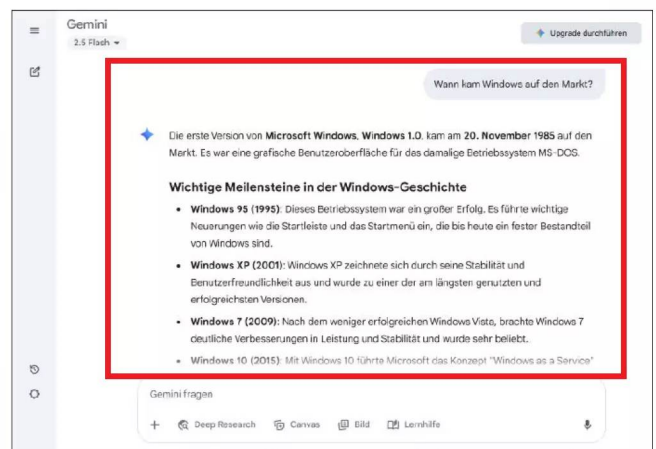 Gemini
2.5 Flash
Upgrade durchführen
Wann kam Windows auf den Markt?
Die erste Version von Microsoft Windows, Windows 1.0, kam am 20. November 1985 auf den
Markt. Es war eine grafische Benutzeroberfläche für das damalige Betriebssystem MS-DOS.
Wichtige Meilensteine in der Windows-Geschichte
• Windows 95 (1995): Dieses Betriebssystem war ein großer Erfolg. Es führte wichtige
Neuerungen wie die Startleiste und das Startmenü ein, die bis heute ein fester Bestandteil
von Windows sind.
• Windows XP (2001): Windows XP zeichnete sich durch seine Stabilität und
Benutzerfreundlichkeit aus und wurde zu einer der am längsten genutzten und
erfolgreichsten Versionen.
• Windows 7 (2009): Nach dem weniger erfolgreichen Windows Vista, brachte Windows 7
deutliche Verbesserungen in Leistung und Stabilität und wurde sehr beliebt.
• Windows 10 (2015): Mit Windows 10 führte Microsoft das Konzept "Windows as a Service"
Gemini fragen
+ Deep Research Canvas Bild Lernhilfe